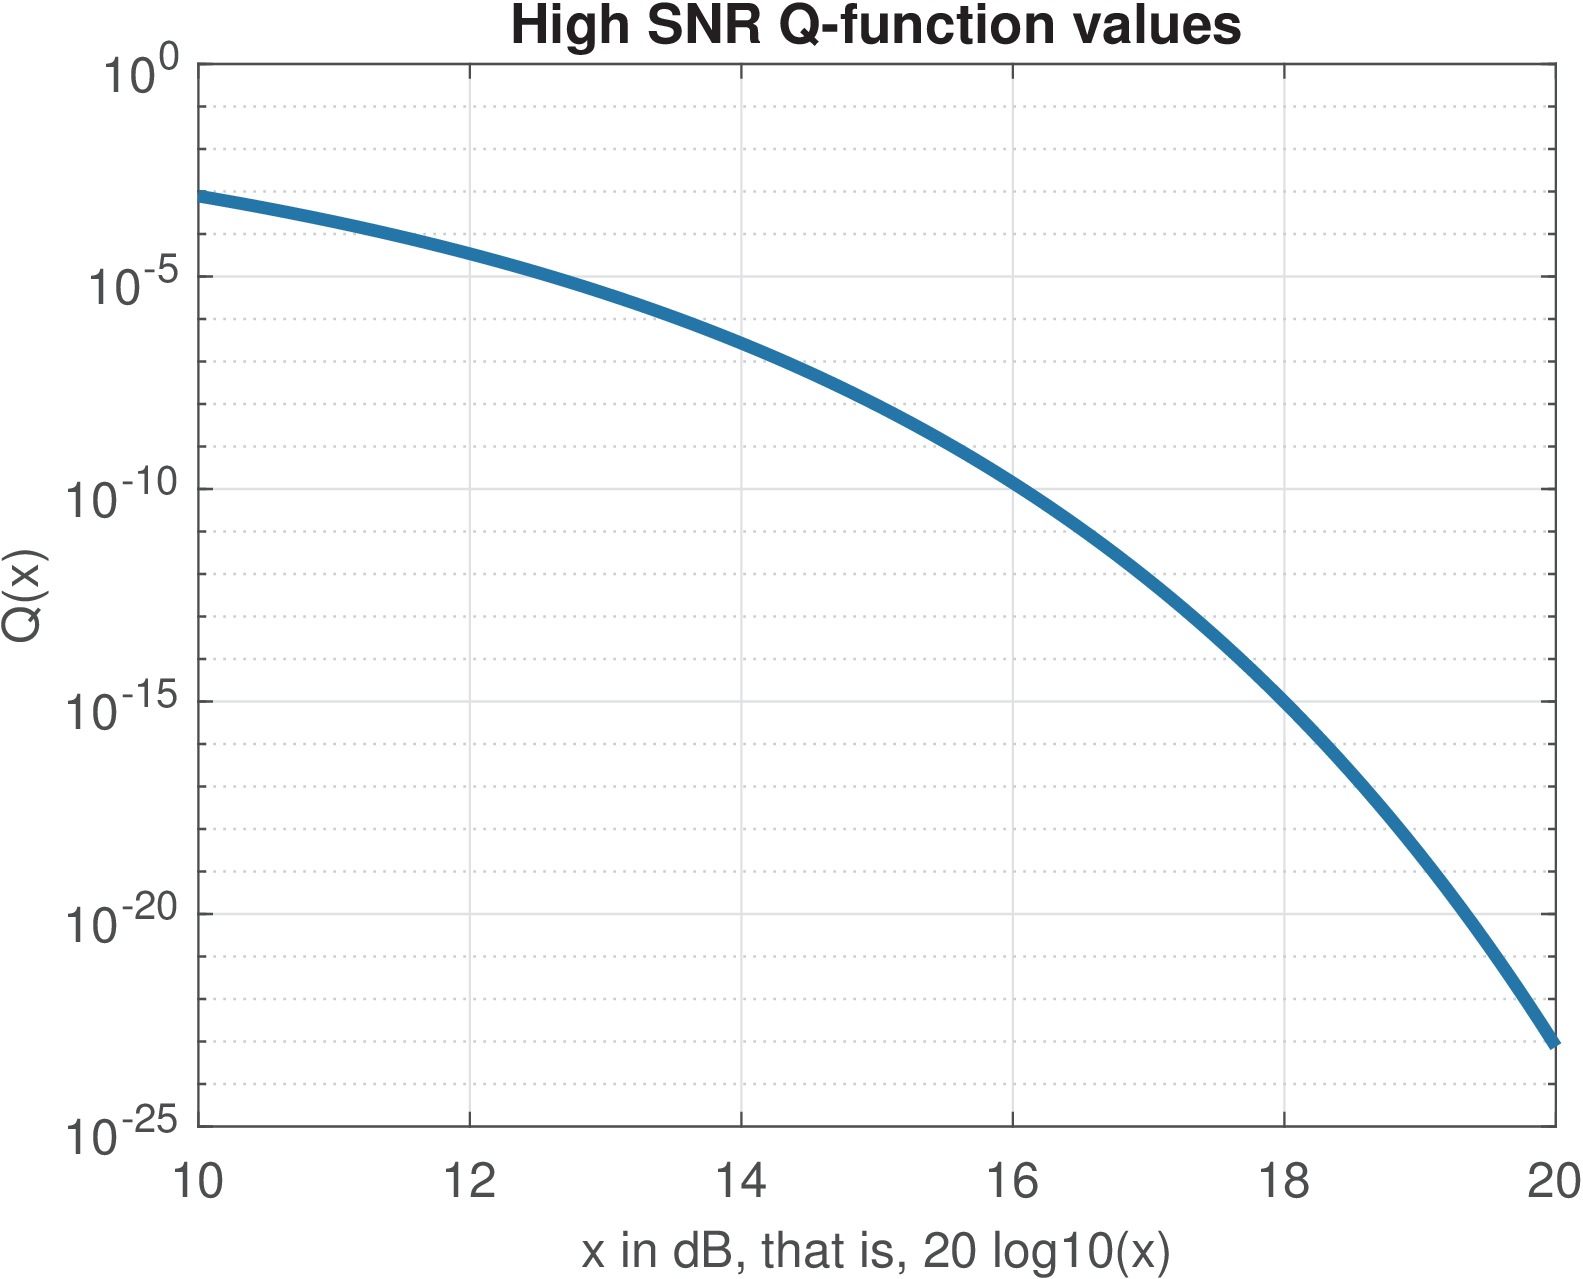 High SNR Q-function values
10^0
10^-5
10^-10
10^-15
10^-20
10^-25
Q(x)
10 12 14 16 18 20
x in dB, that is, 20 log10(x)